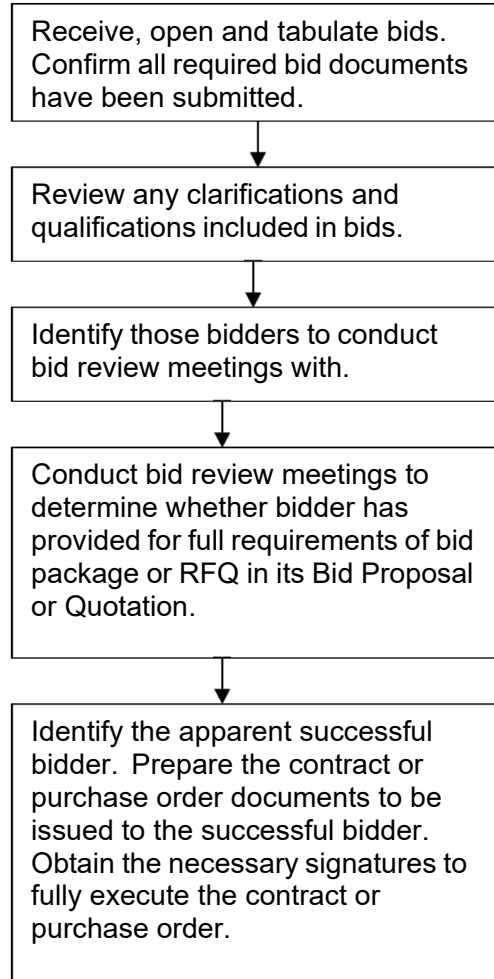 Receive, open and tabulate bids.
Confirm all required bid documents
have been submitted.
Review any clarifications and
qualifications included in bids.
Identify those bidders to conduct
bid review meetings with.
Conduct bid review meetings to
determine whether bidder has
provided for full requirements of bid
package or RFQ in its Bid Proposal
or Quotation.
Identify the apparent successful
bidder.  Prepare the contract or
purchase order documents to be
issued to the successful bidder.
Obtain the necessary signatures to
fully execute the contract or
purchase order.